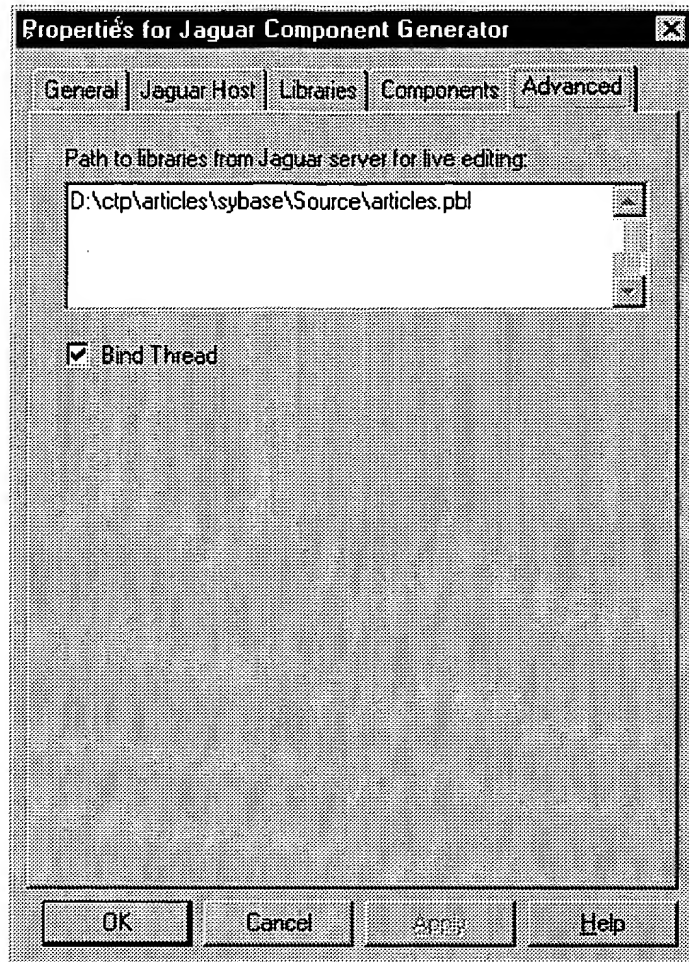 Properties for Jaguar Component Generator
General Jaguar Host Libraries Components Advanced
Path to libraries from Jaguar server for live editing:
D:\ctp\articles\sybase\Source\articles.pbl
Bind Thread
OK Cancel Apply Help